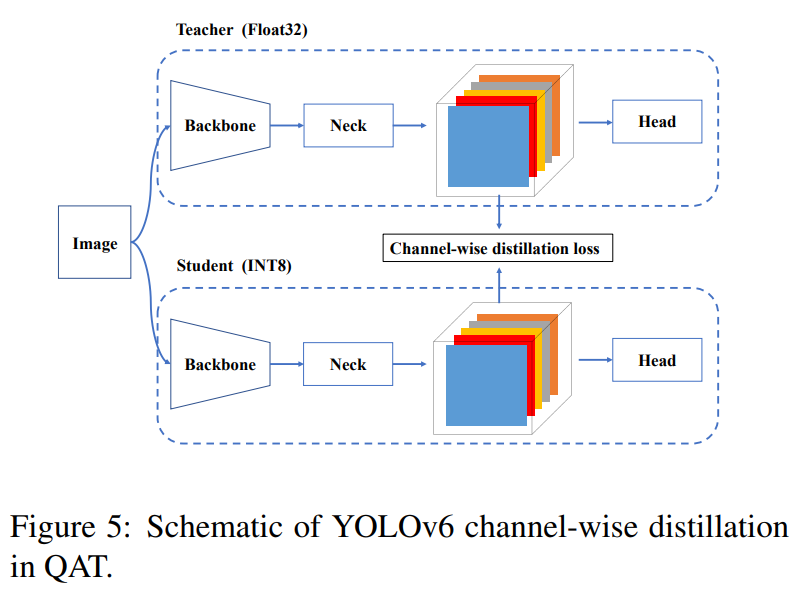 Teacher (Float32)
Backbone
Neck
Head
Image
Channel-wise distillation loss
Student (INT8)
Backbone
Neck
Head
Figure 5: Schematic of YOLOv6 channel-wise distillation
in QAT.